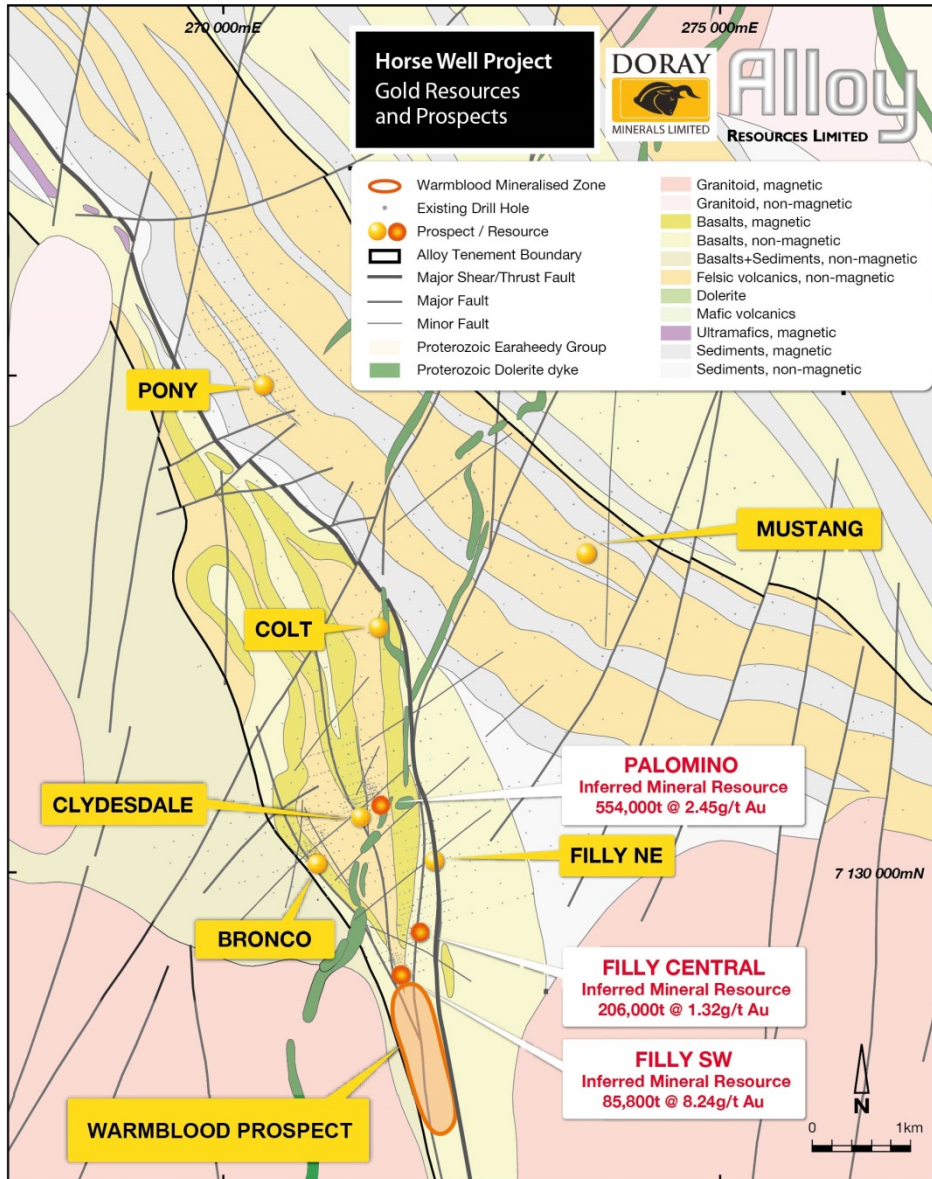 270 000mE
275 000mE
Horse Well Project
Gold Resources
and Prospects
DORAY
MINERALS LIMITED
Alloy
RESOURCES LIMITED
Warmblood Mineralised Zone
Existing Drill Hole
Prospect / Resource
Alloy Tenement Boundary
Major Shear/Thrust Fault
Major Fault
Minor Fault
Proterozoic Earaheedy Group
Proterozoic Dolerite dyke
Granitoid, magnetic
Granitoid, non-magnetic
Basalts, magnetic
Basalts, non-magnetic
Basalts+Sediments, non-magnetic
Felsic volcanics, non-magnetic
Dolerite
Mafic volcanics
Ultramafics, magnetic
Sediments, magnetic
Sediments, non-magnetic
PONY
MUSTANG
COLT
PALOMINO
Inferred Mineral Resource
554,000t @ 2.45g/t Au
CLYDESDALE
FILLY NE
7 130 000mN
BRONCO
FILLY CENTRAL
Inferred Mineral Resource
206,000t @ 1.32g/t Au
FILLY SW
Inferred Mineral Resource
85,800t @ 8.24g/t Au
WARMBLOOD PROSPECT
N
0
1km